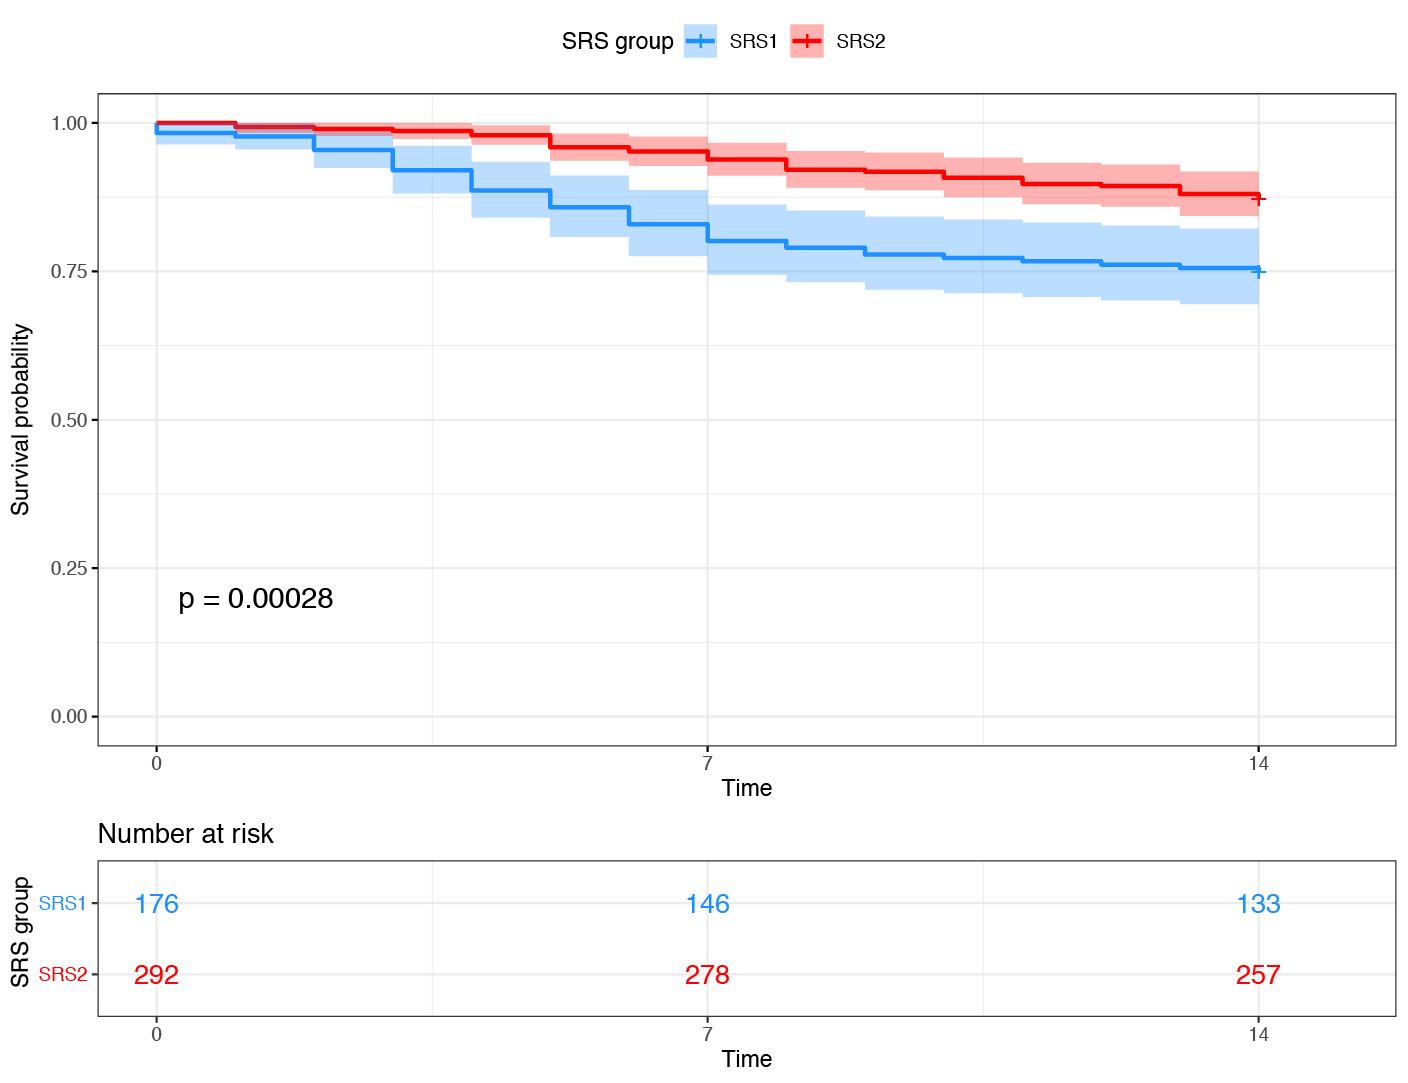 SRS group SRS1 SRS2
1.00
0.75
0.50
0.25
0.00
Survival probability
p = 0.00028
0 7 14
Time
Number at risk
SRS group
SRS1 176 146 133
SRS2 292 278 257
0 7 14
Time